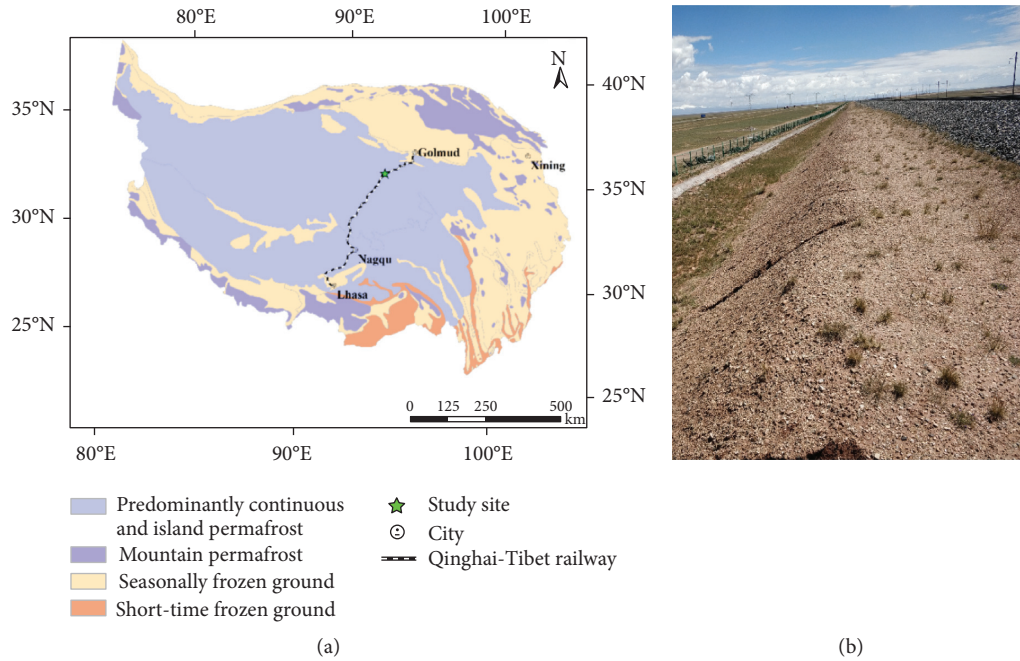 80°E 90°E 100°E
N
40°N
35°N
Golmud
Xining
35°N
30°N
Nagqu
Lhasa
30°N
25°N
25°N
0 125 250 500
km
80°E 90°E 100°E
Predominantly continuous
and island permafrost
Mountain permafrost
Seasonally frozen ground
Short-time frozen ground
Study site
City
Qinghai-Tibet railway
(a)
(b)